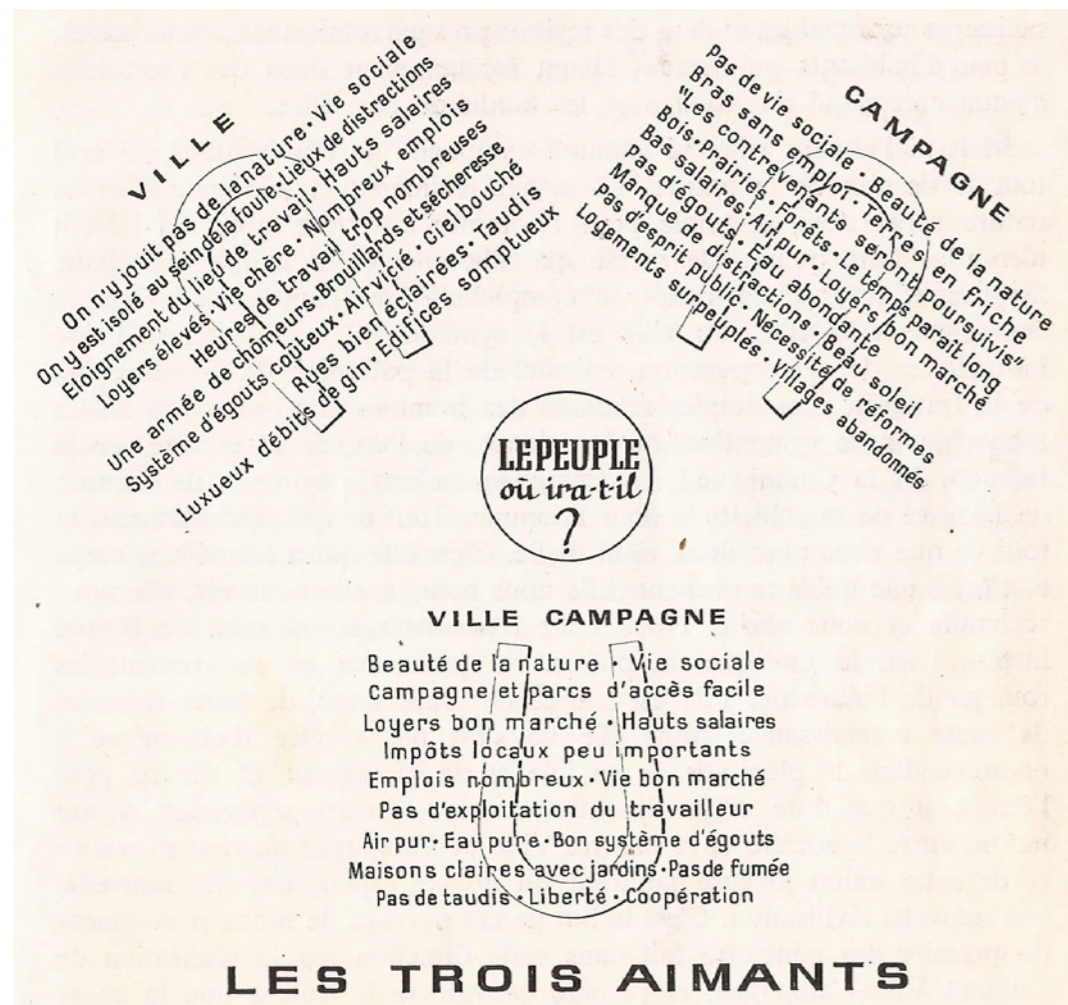 VILLE
On n'y jouit pas de la nature. Vie sociale
On y est isolé au sein de la foule · Lieux de distractions
Eloignement du lieu de travail · Hauts salaires
Loyers élevés · Vie chère · Nombreux emplois
Heures de travail trop nombreuses
Une armée de chômeurs · Brouillards et sécheresse
Système d'égouts coûteux · Air vicié · Ciel bouché
Rues bien éclairées · Taudis
Luxueux débits de gin · Edifices somptueux
CAMPAGNE
pas de vie sociale · Beauté de la nature
Bras sans emploi · Terre s en friche
"Les contrevenants seront poursuivis"
Bois · Prairies · Forêts · Le temps parait long
Bas salaires · Air pur · Loyers bon marché
Pas d'égouts · Eau abondante
Manque de distractions · Beau soleil
Pas d'esprit public · Nécessité de réformes
Logements surpeuplés · villages abandonnés
LE PEUPLE
où ira-t-il
?
VILLE CAMPAGNE
Beauté de la nature Vie sociale
Campagne et parcs d'accès facile
Loyers bon marché · Hauts salaires
Impôts locaux peu importants
Emplois nombreux · Vie bon marché
Pas d'exploitation du travailleur
Air pur · Eau pure · Bon système d'égouts
Maisons claires avec jardins · Pas de fumée
Pas de taudis · Liberté · Coopération
LES TROIS AIMANTS